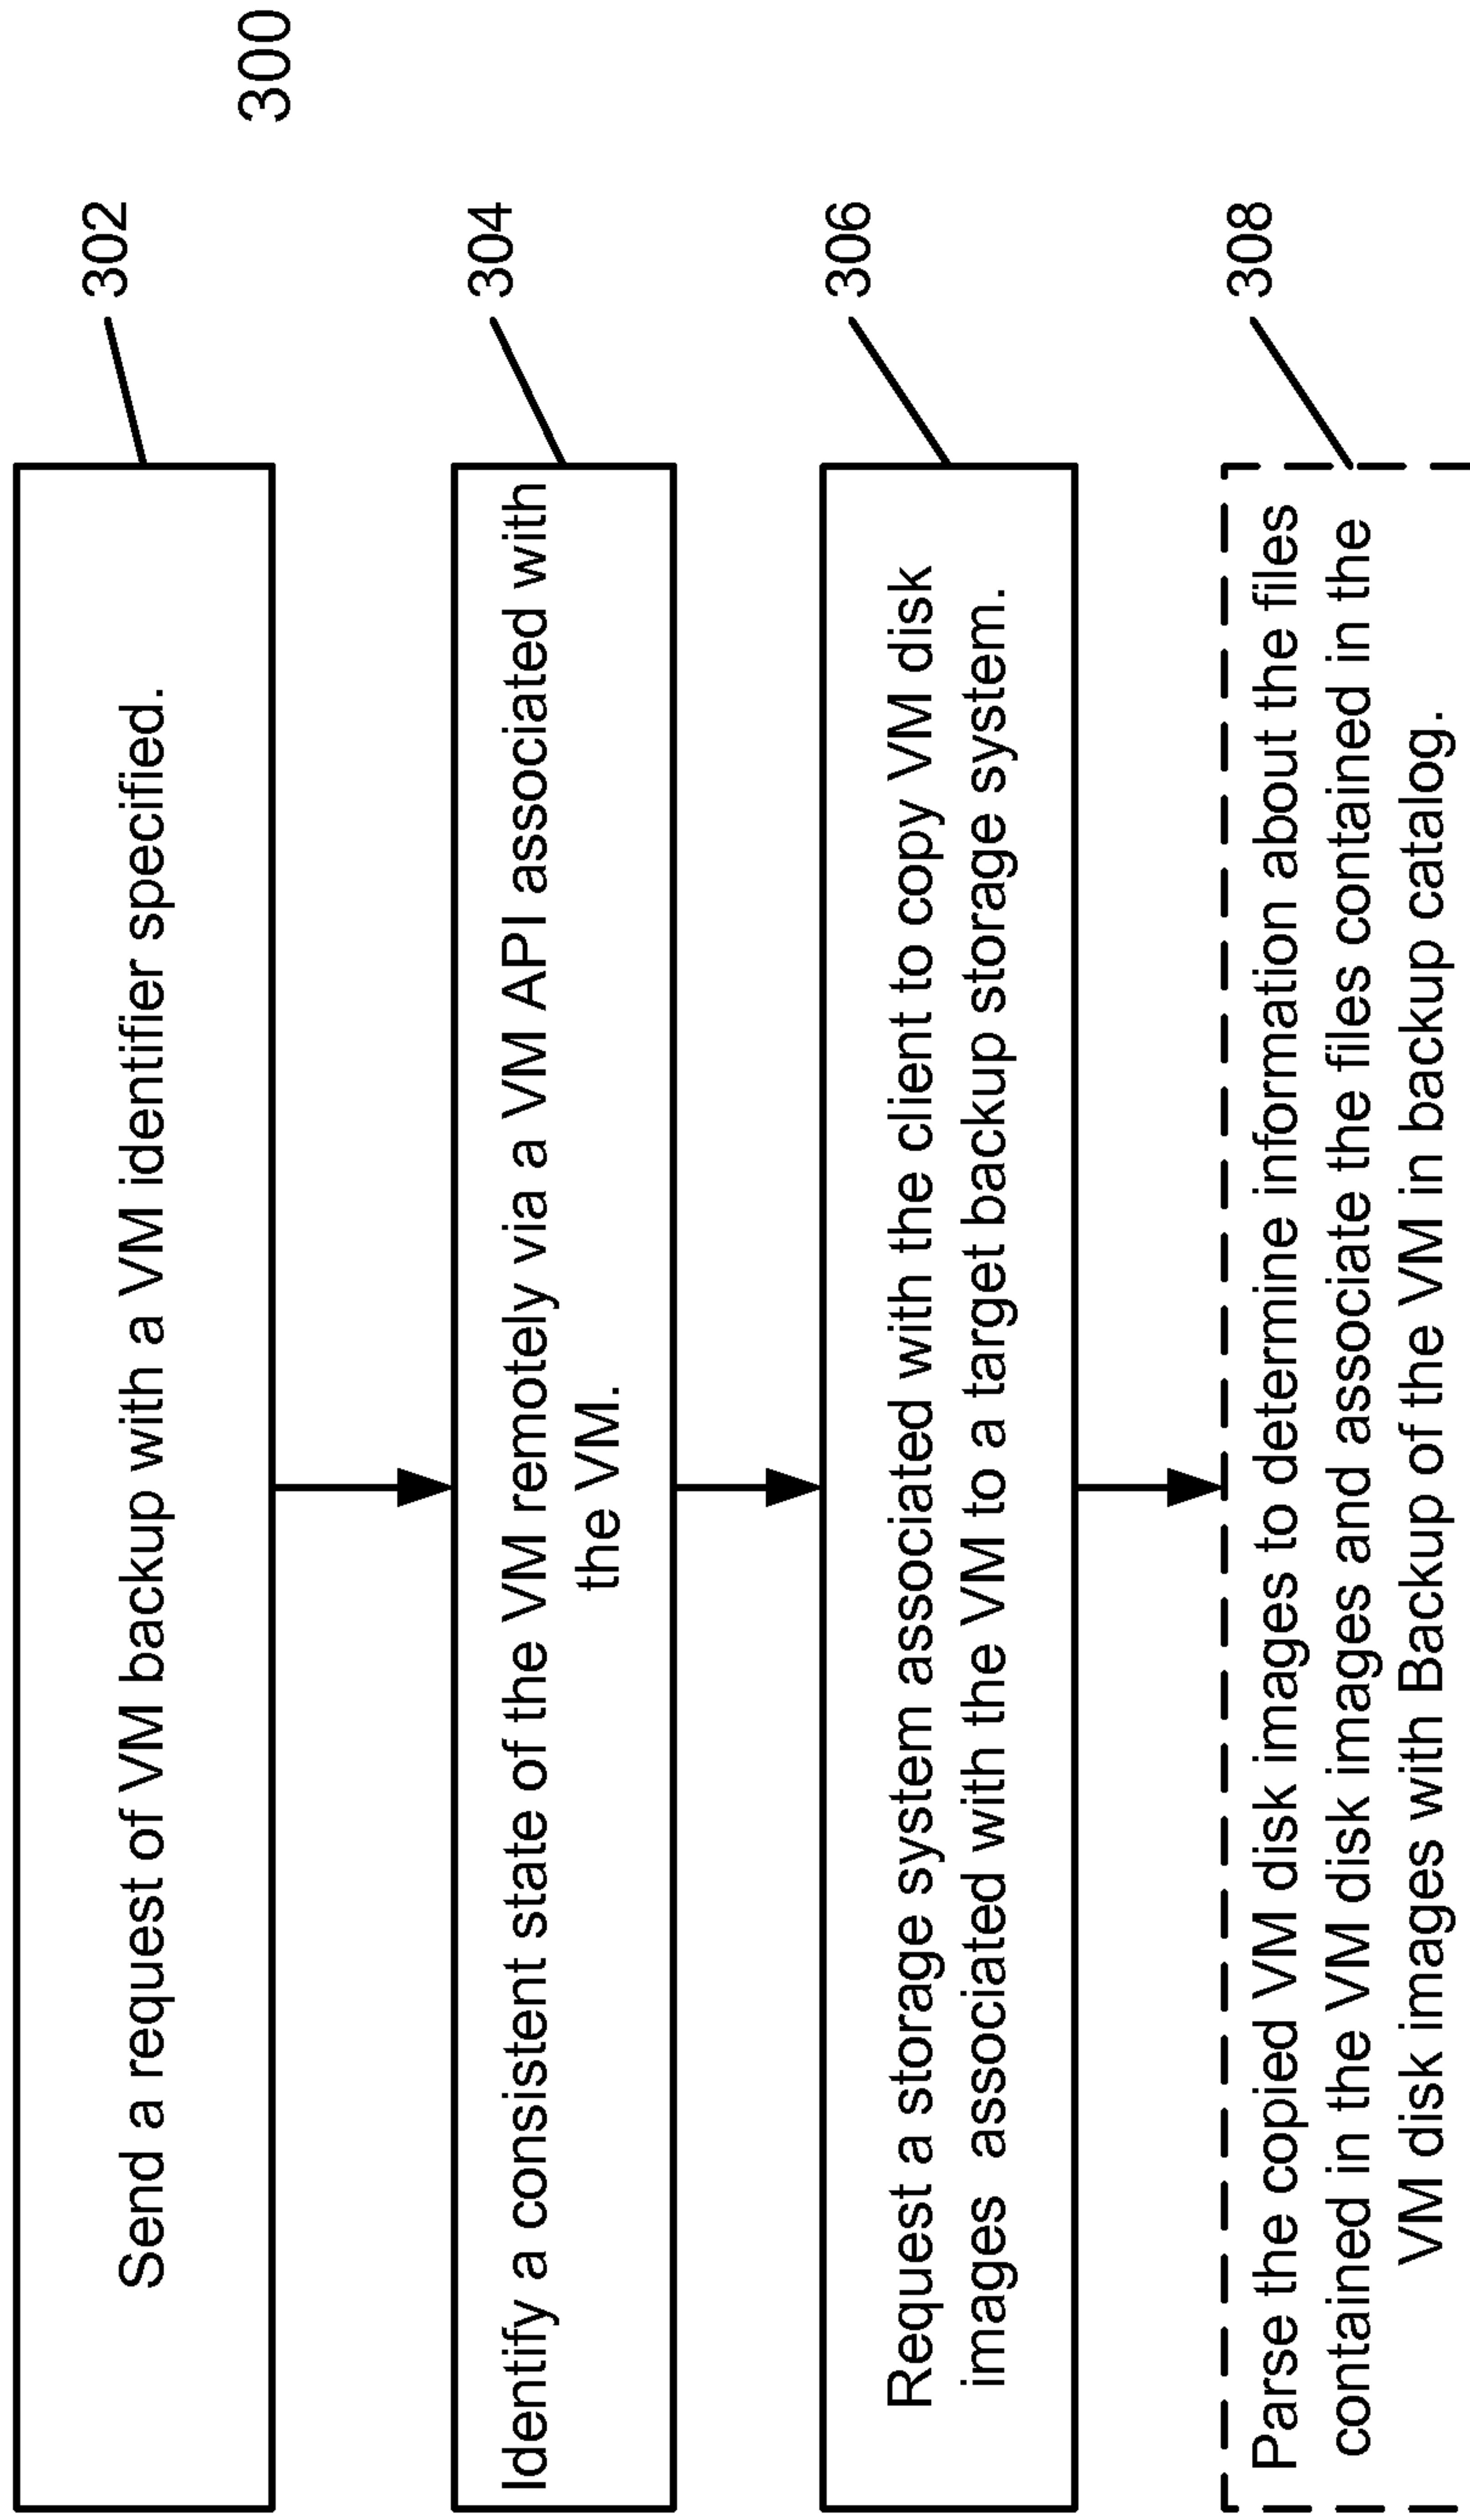 300
302
Send a request of VM backup with a VM identifier specified.
304
Identify a consistent state of the VM remotely via a VM API associated with
the VM.
306
Request a storage system associated with the client to copy VM disk
images associated with the VM to a target backup storage system.
308
Parse the copied VM disk images to determine information about the files
contained in the VM disk images and associate the files contained in the
VM disk images with Backup of the VM in backup catalog.